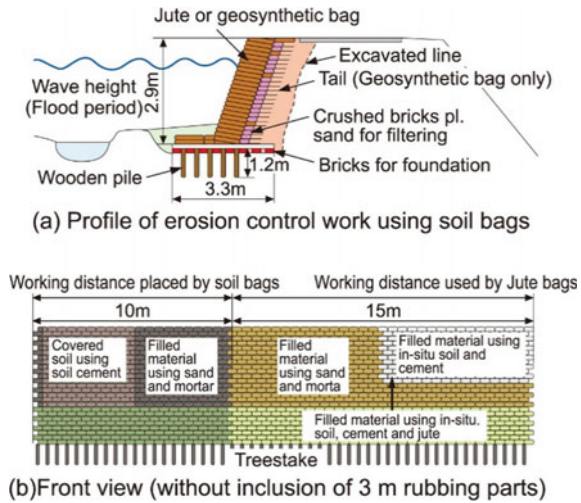 Jute or geosynthetic bag
Excavated line
Wave height
(Flood period)
2.9m
Tail (Geosynthetic bag only)
Crushed bricks pl.
sand for filtering
Wooden pile
1.2m
Bricks for foundation
3.3m
(a) Profile of erosion control work using soil bags
Working distance placed by soil bags
Working distance used by Jute bags
10m
15m
Covered
soil using
soil cement
Filled
material
using sand
and mortar
Filled
material
using sand
and morta
Filled material using
in-situ soil and
cement
Filled material using in-situ.
soil, cement and jute
Treestake
(b)Front view (without inclusion of 3 m rubbing parts)